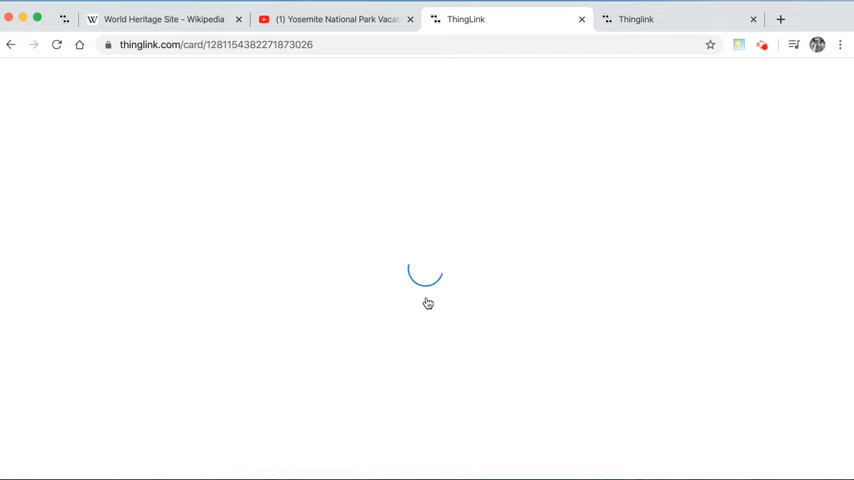 World Heritage Site - Wikipedia
(1) Yosemite National Park Vacat
ThingLink
Thinglink
thinglink.com/card/1281154382271873026